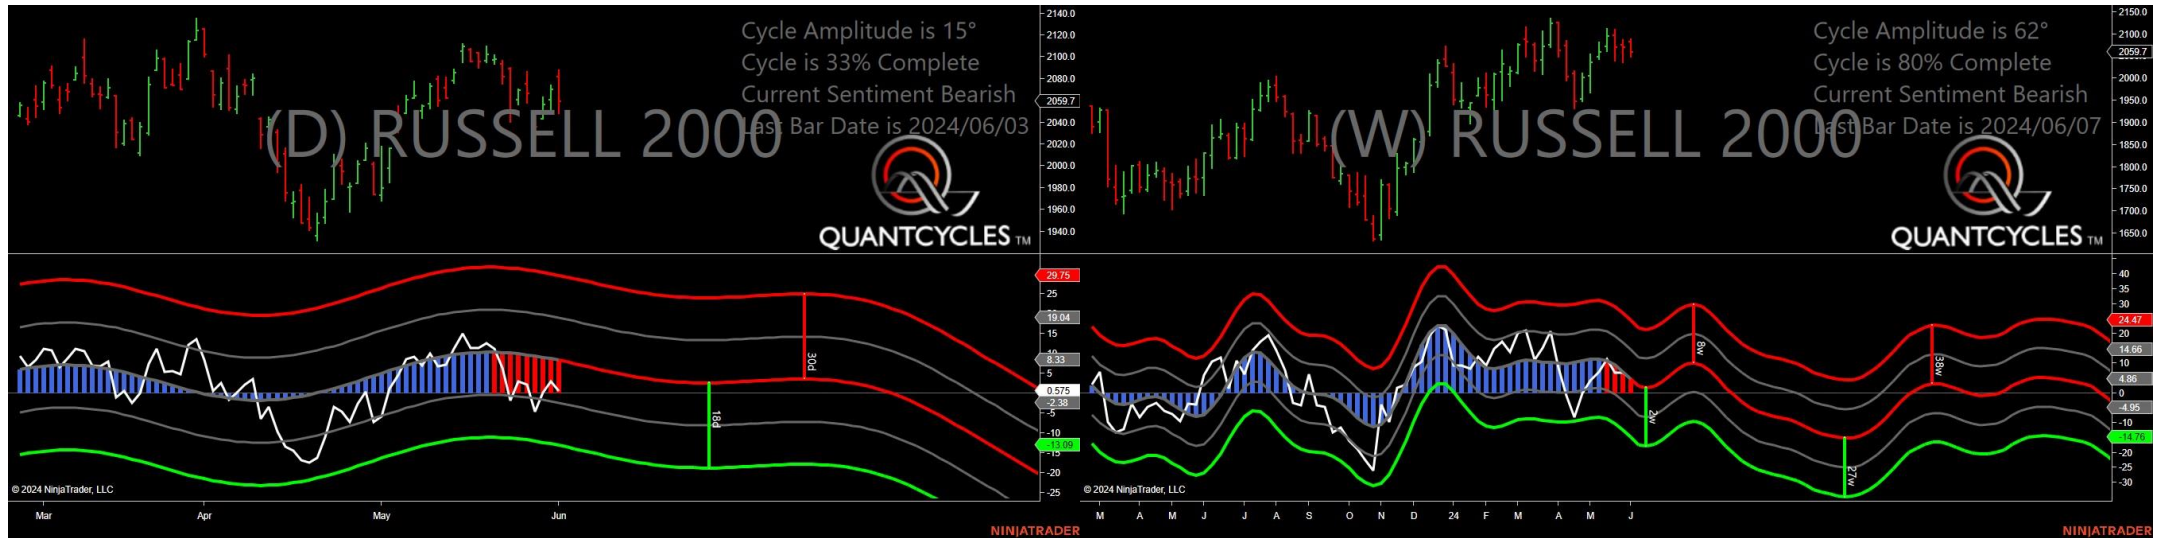 Cycle Amplitude is 15°
Cycle is 33% Complete
Current Sentiment Bearish
Last Bar Date is 2024/06/03
(D) RUSSELL 2000
QUANTCYCLES TM
2140.0
2120.0
2100.0
2080.0
2059.7
2040.0
2020.0
2000.0
1980.0
1960.0
1940.0
29.75
25
19.04
15
10
8.33
5
0.575
-2.38
-5
-10
-13.09
-15
-20
-25
30d
18d
© 2024 NinjaTrader, LLC
Mar Apr May Jun
NINJATRADER
Cycle Amplitude is 62°
Cycle is 80% Complete
Current Sentiment Bearish
Last Bar Date is 2024/06/07
(W) RUSSELL 2000
QUANTCYCLES TM
2150.0
2100.0
2059.7
2000.0
1950.0
1900.0
1850.0
1800.0
1750.0
1700.0
1650.0
40
35
30
24.47
20
14.66
10
4.86
0
-4.95
-10
-14.76
-20
-25
-30
8w
2w
38w
27w
© 2024 NinjaTrader, LLC
M A M J J A S O N D 24 F M A M J
NINJATRADER